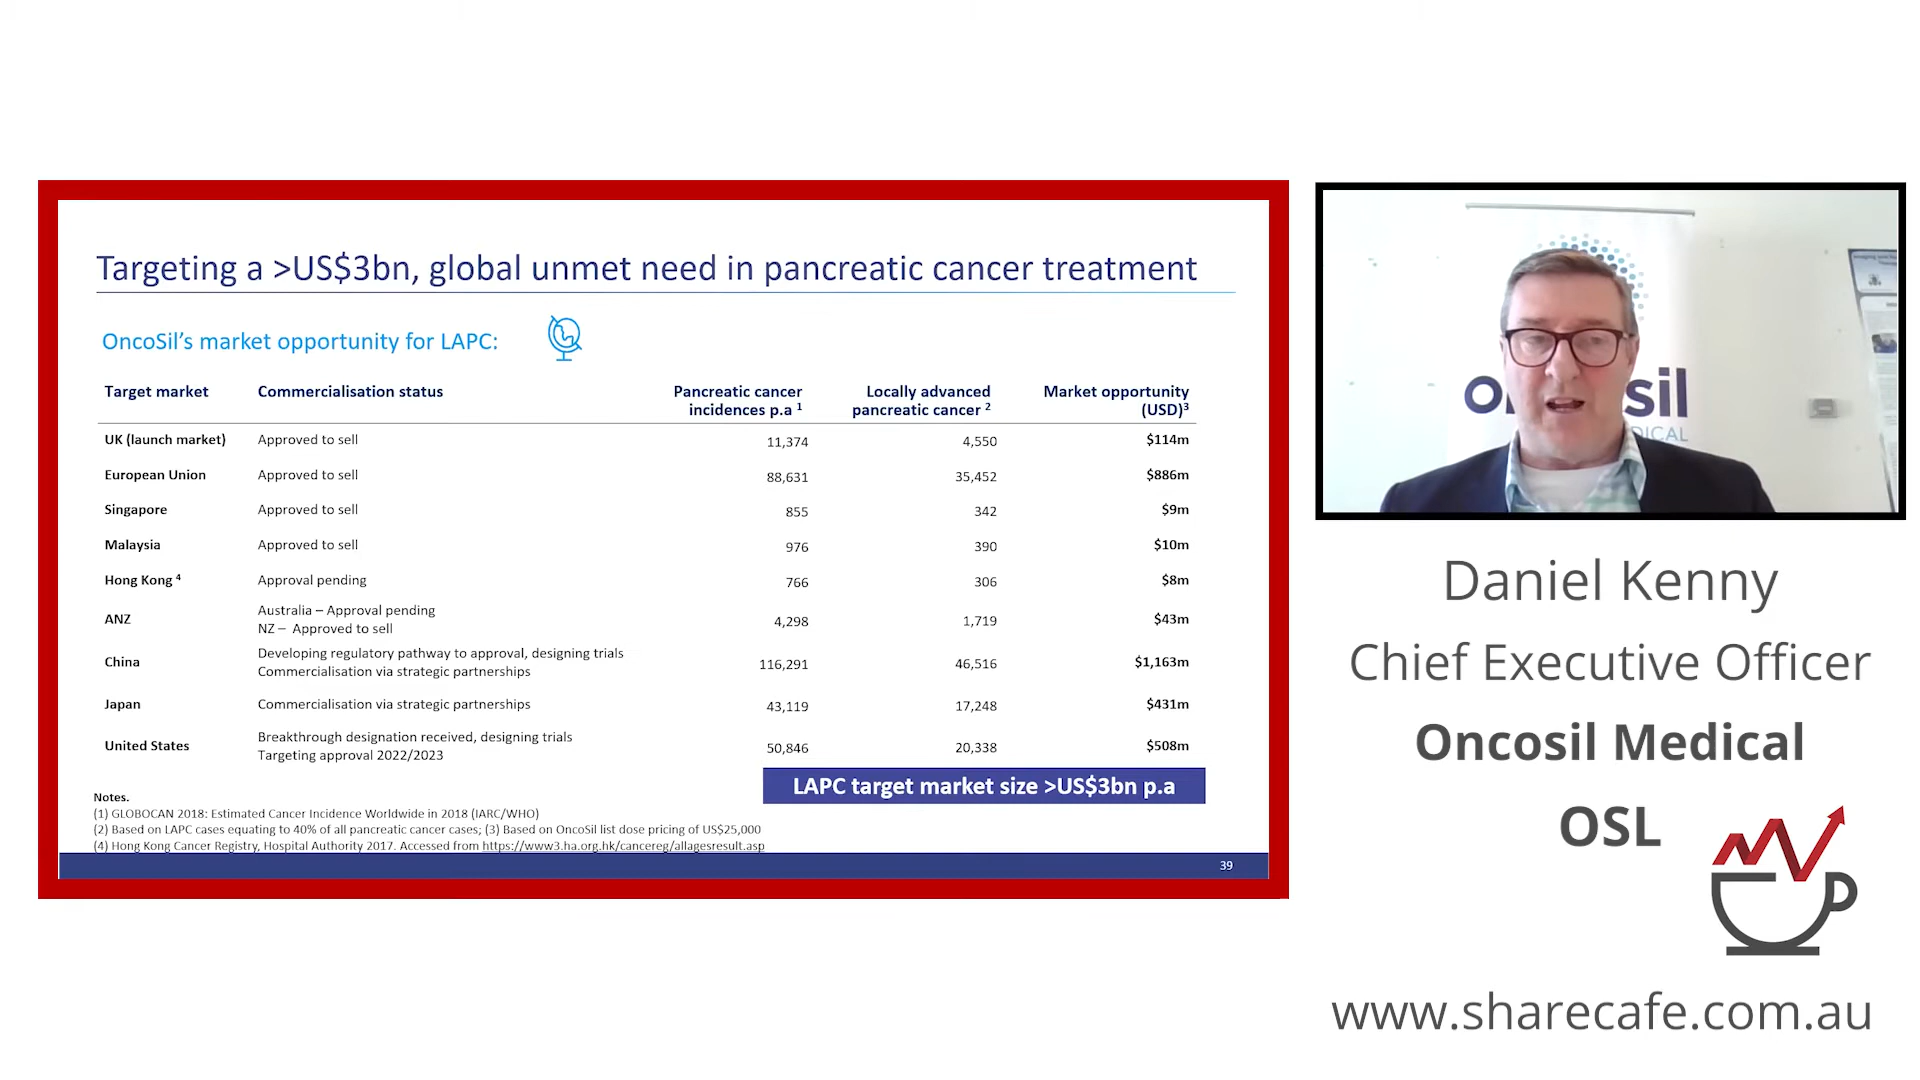 Targeting a >US$3bn, global unmet need in pancreatic cancer treatment
OncoSil’s market opportunity for LAPC:
Target market Commercialisation status Pancreatic cancer incidences p.a ¹ Locally advanced pancreatic cancer ² Market opportunity (USD)³
UK (launch market) Approved to sell 11,374 4,550 $114m
European Union Approved to sell 88,631 35,452 $886m
Singapore Approved to sell 855 342 $9m
Malaysia Approved to sell 976 390 $10m
Hong Kong ⁴ Approval pending 766 306 $8m
ANZ Australia – Approval pending NZ – Approved to sell 4,298 1,719 $43m
China Developing regulatory pathway to approval, designing trials Commercialisation via strategic partnerships 116,291 46,516 $1,163m
Japan Commercialisation via strategic partnerships 43,119 17,248 $431m
United States Breakthrough designation received, designing trials Targeting approval 2022/2023 50,846 20,338 $508m
LAPC target market size >US$3bn p.a
Notes.
(1) GLOBOCAN 2018: Estimated Cancer Incidence Worldwide in 2018 (IARC/WHO)
(2) Based on LAPC cases equating to 40% of all pancreatic cancer cases; (3) Based on OncoSil list dose pricing of US$25,000
(4) Hong Kong Cancer Registry, Hospital Authority 2017. Accessed from https://www3.ha.org.hk/cancereg/allagesresult.asp
39
sil
DICAL
Daniel Kenny
Chief Executive Officer
Oncosil Medical
OSL
www.sharecafe.com.au